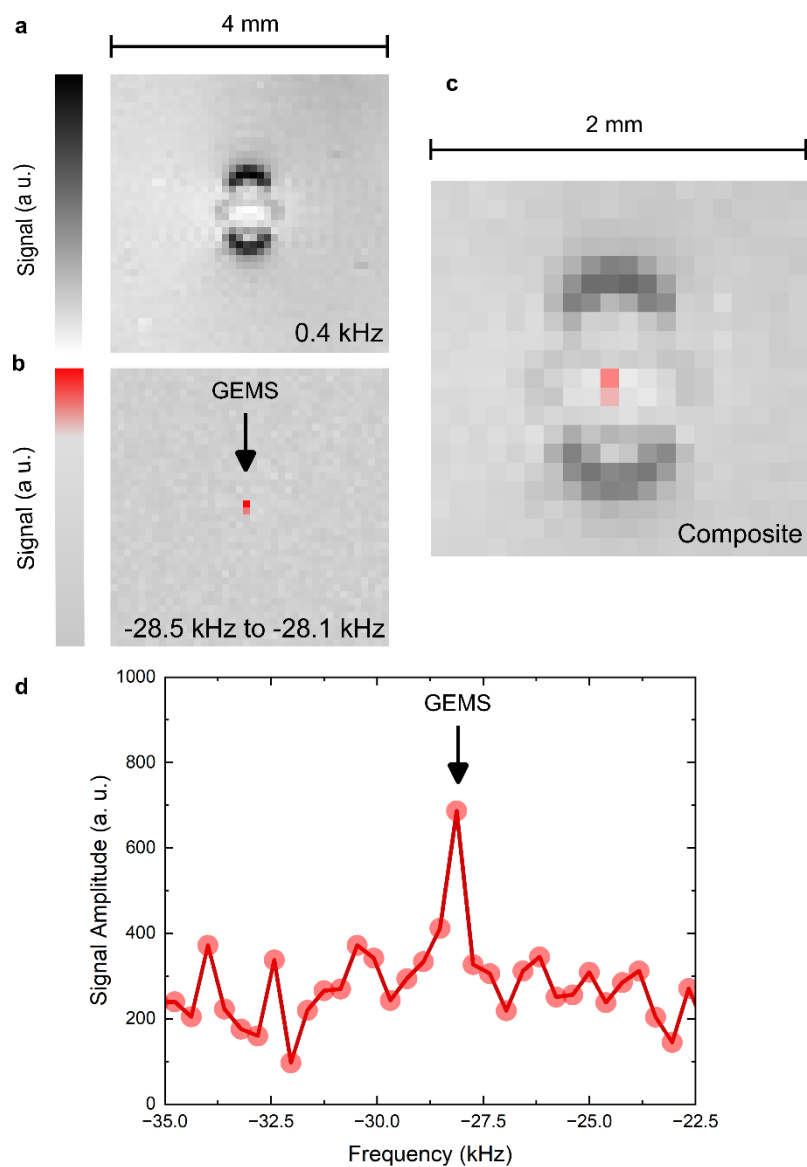 a
4 mm
Signal (a u.)
0.4 kHz
b
Signal (a u.)
GEMS
-28.5 kHz to -28.1 kHz
c
2 mm
Composite
d
GEMS
1000
800
600
400
200
0
Signal Amplitude (a. u.)
−35.0 −32.5 −30.0 −27.5 −25.0 −22.5
Frequency (kHz)